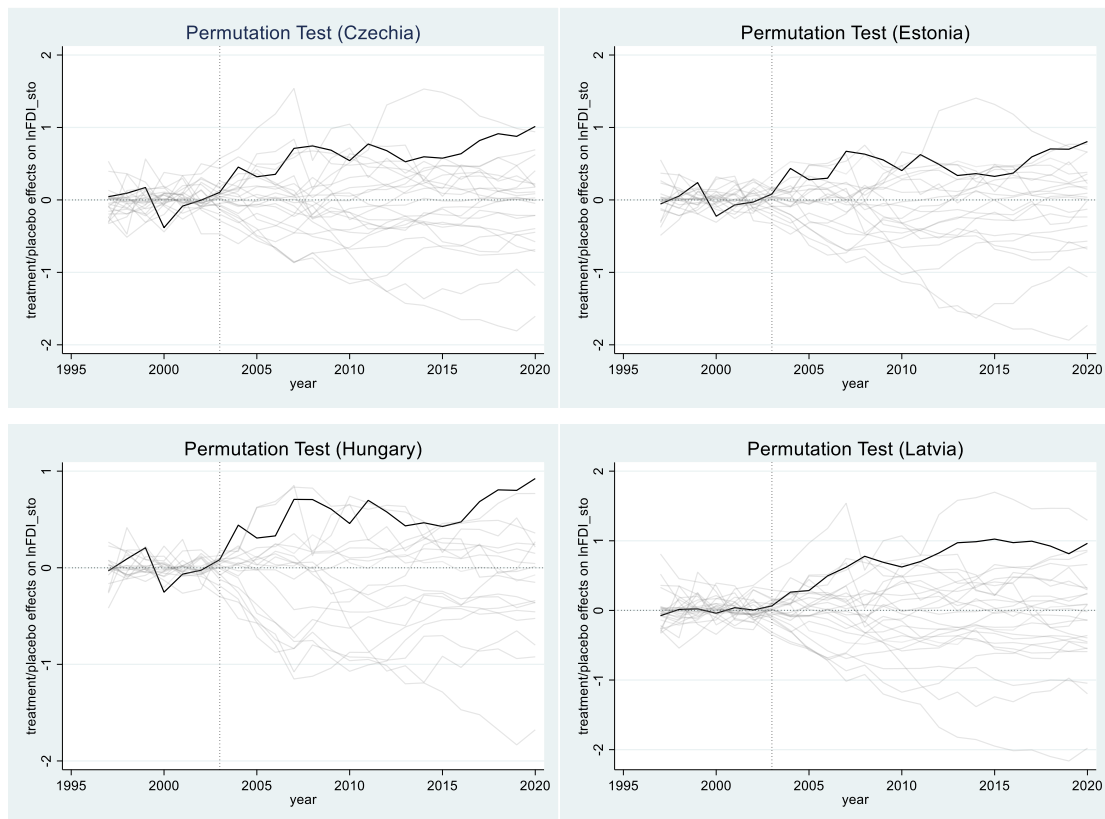 Permutation Test (Czechia)
treatment/placebo effects on lnFDI_sto
2
1
0
-1
-2
1995 2000 2005 2010 2015 2020
year
Permutation Test (Estonia)
treatment/placebo effects on lnFDI_sto
2
1
0
-1
-2
1995 2000 2005 2010 2015 2020
year
Permutation Test (Hungary)
treatment/placebo effects on lnFDI_sto
1
0
-1
-2
1995 2000 2005 2010 2015 2020
year
Permutation Test (Latvia)
treatment/placebo effects on lnFDI_sto
2
1
0
-1
-2
1995 2000 2005 2010 2015 2020
year